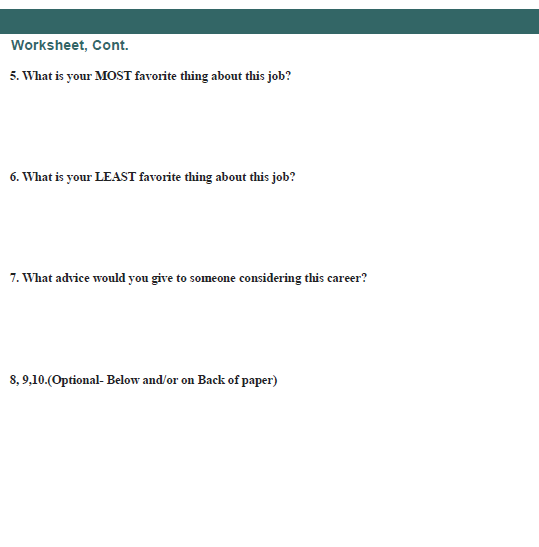 Worksheet, Cont.
5. What is your MOST favorite thing about this job?
6. What is your LEAST favorite thing about this job?
7. What advice would you give to someone considering this career?
8, 9,10.(Optional- Below and/or on Back of paper)